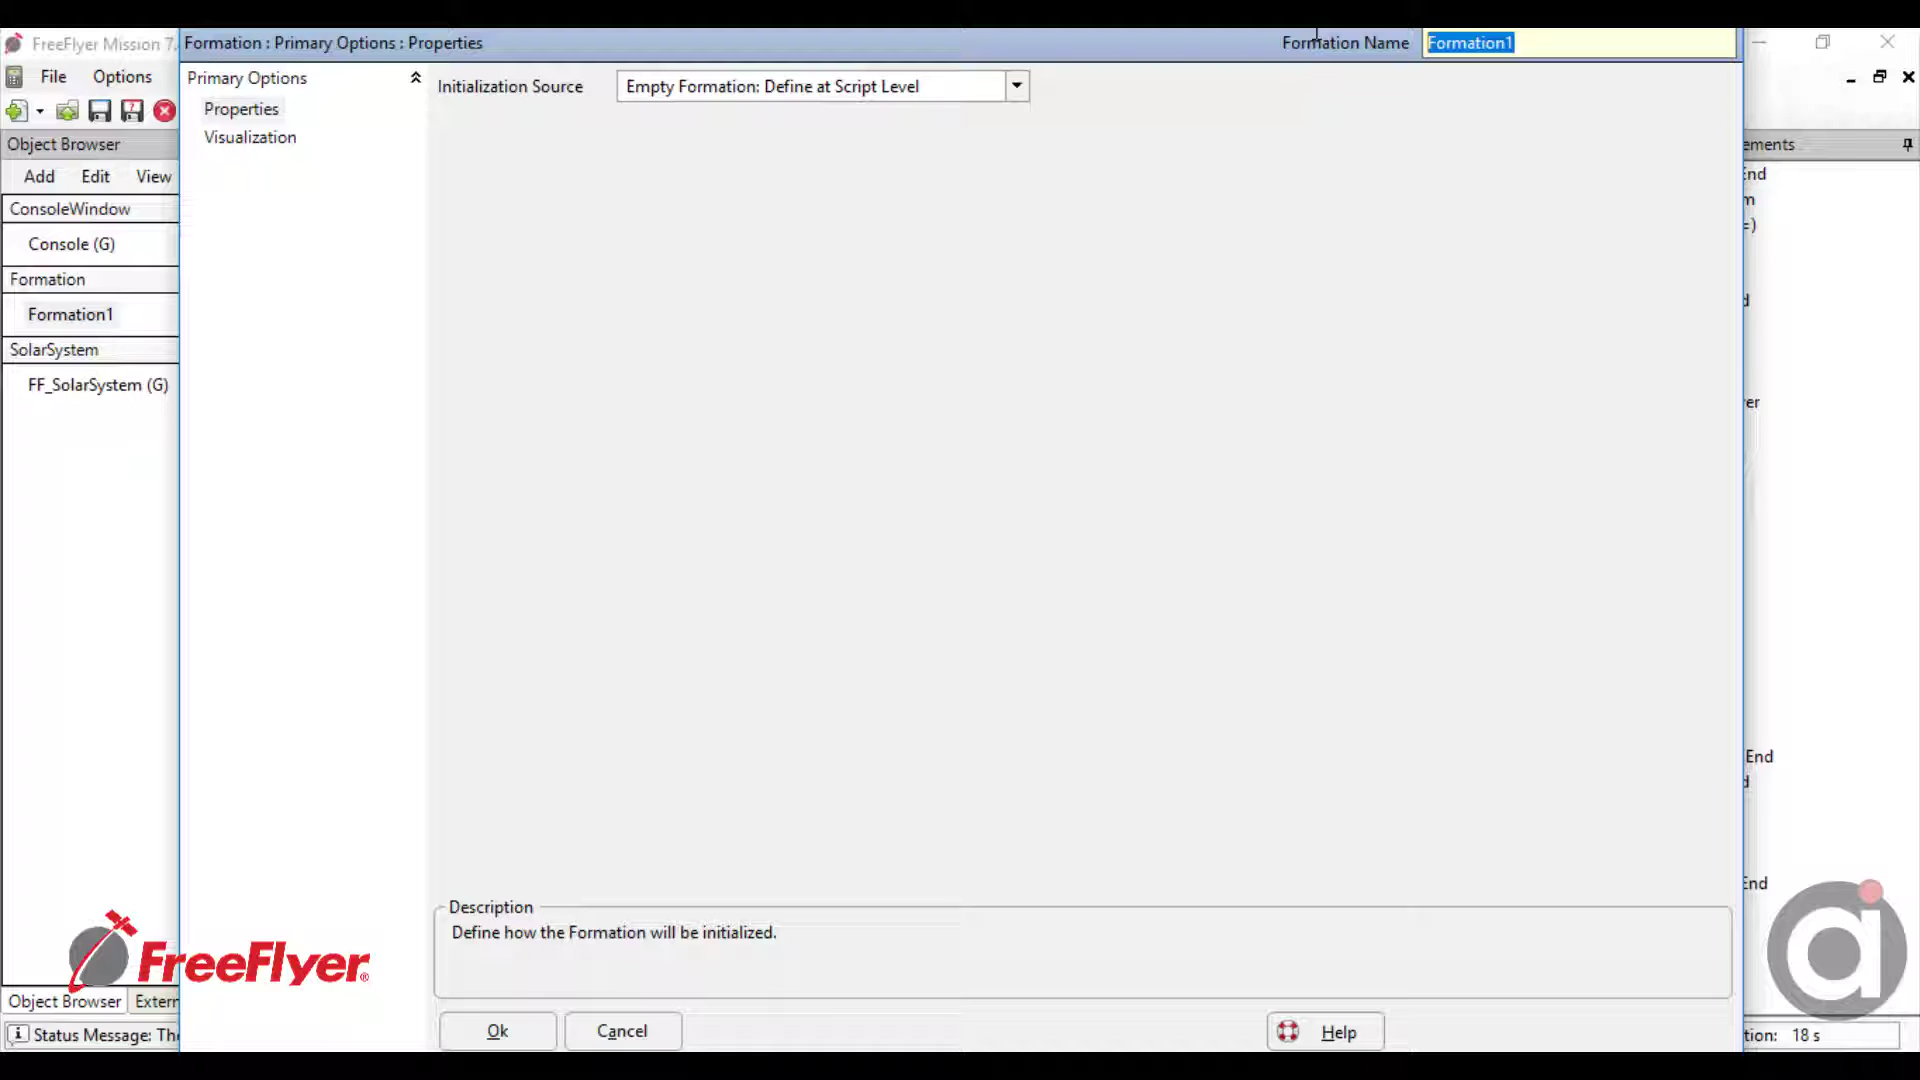 FreeFlyer Mission 7.
Formation : Primary Options : Properties
Formation Name
Formation1
File
Options
Primary Options
Properties
Visualization
Initialization Source
Empty Formation: Define at Script Level
Object Browser
Add
Edit
View
ConsoleWindow
Console (G)
Formation
Formation1
SolarSystem
FF_SolarSystem (G)
ements
End
Description
Define how the Formation will be initialized.
End
FreeFlyer®
Object Browser
Extern
Ok
Cancel
Help
Status Message: The
tion: 18 s